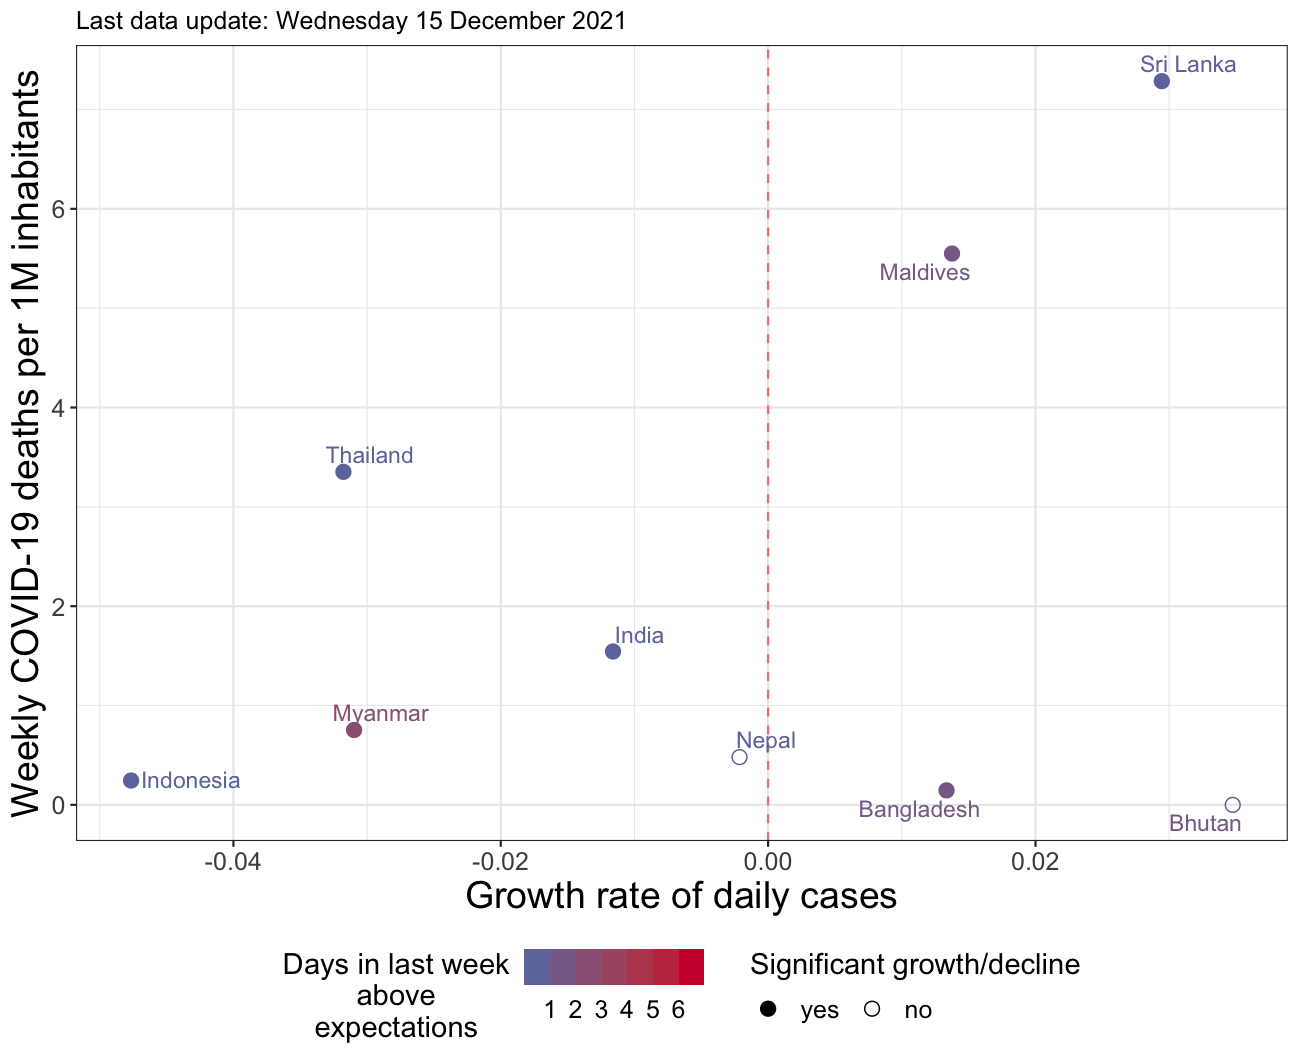 Last data update: Wednesday 15 December 2021
Weekly COVID-19 deaths per 1M inhabitants
Sri Lanka
6
Maldives
4
Thailand
2
India
Myanmar
Nepal
Indonesia
0
Bangladesh
Bhutan
-0.04 -0.02 0.00 0.02
Growth rate of daily cases
Days in last week
above
expectations
1 2 3 4 5 6
Significant growth/decline
yes no